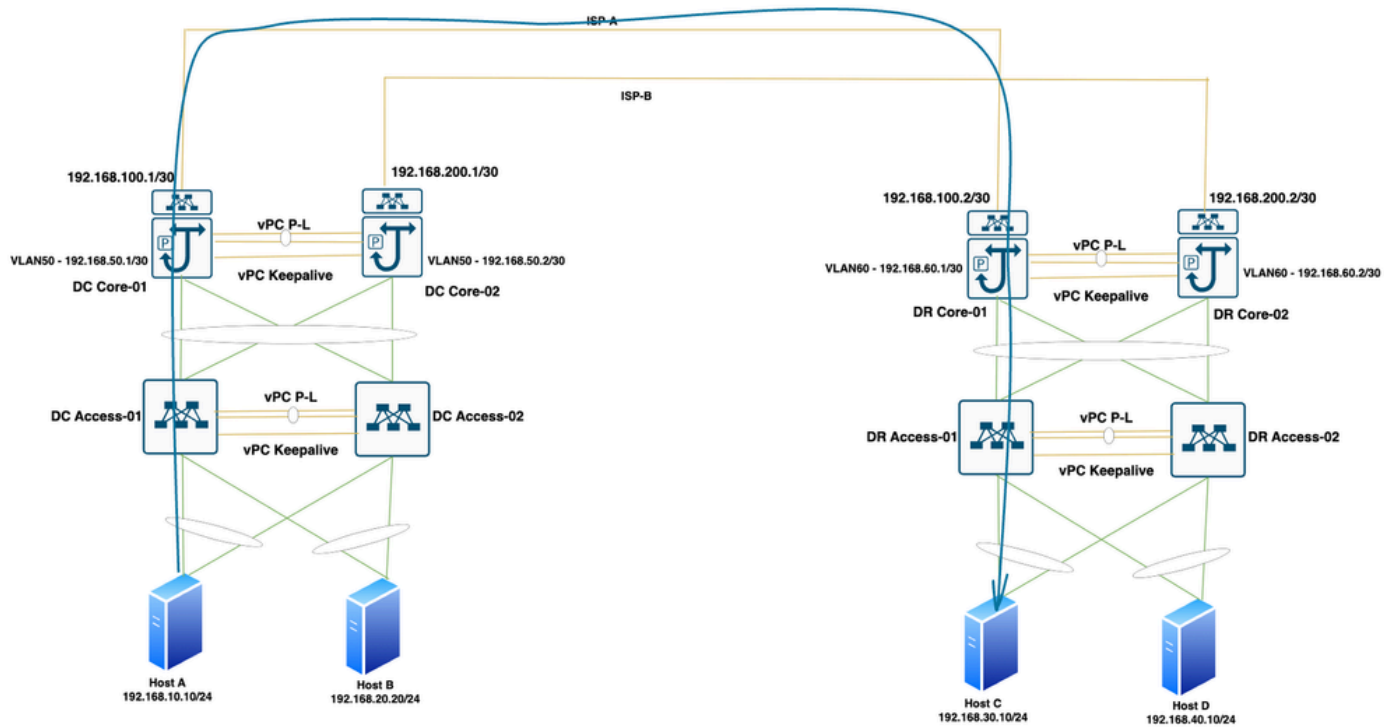 ISP-A
ISP-B
192.168.100.1/30
192.168.200.1/30
192.168.100.2/30
192.168.200.2/30
vPC P-L
P
P
VLAN50 - 192.168.50.1/30
VLAN50 - 192.168.50.2/30
vPC Keepalive
DC Core-01
DC Core-02
vPC P-L
P
P
VLAN60 - 192.168.60.1/30
VLAN60 - 192.168.60.2/30
vPC Keepalive
DR Core-01
DR Core-02
vPC P-L
DC Access-01
DC Access-02
vPC Keepalive
vPC P-L
DR Access-01
DR Access-02
vPC Keepalive
Host A
192.168.10.10/24
Host B
192.168.20.20/24
Host C
192.168.30.10/24
Host D
192.168.40.10/24